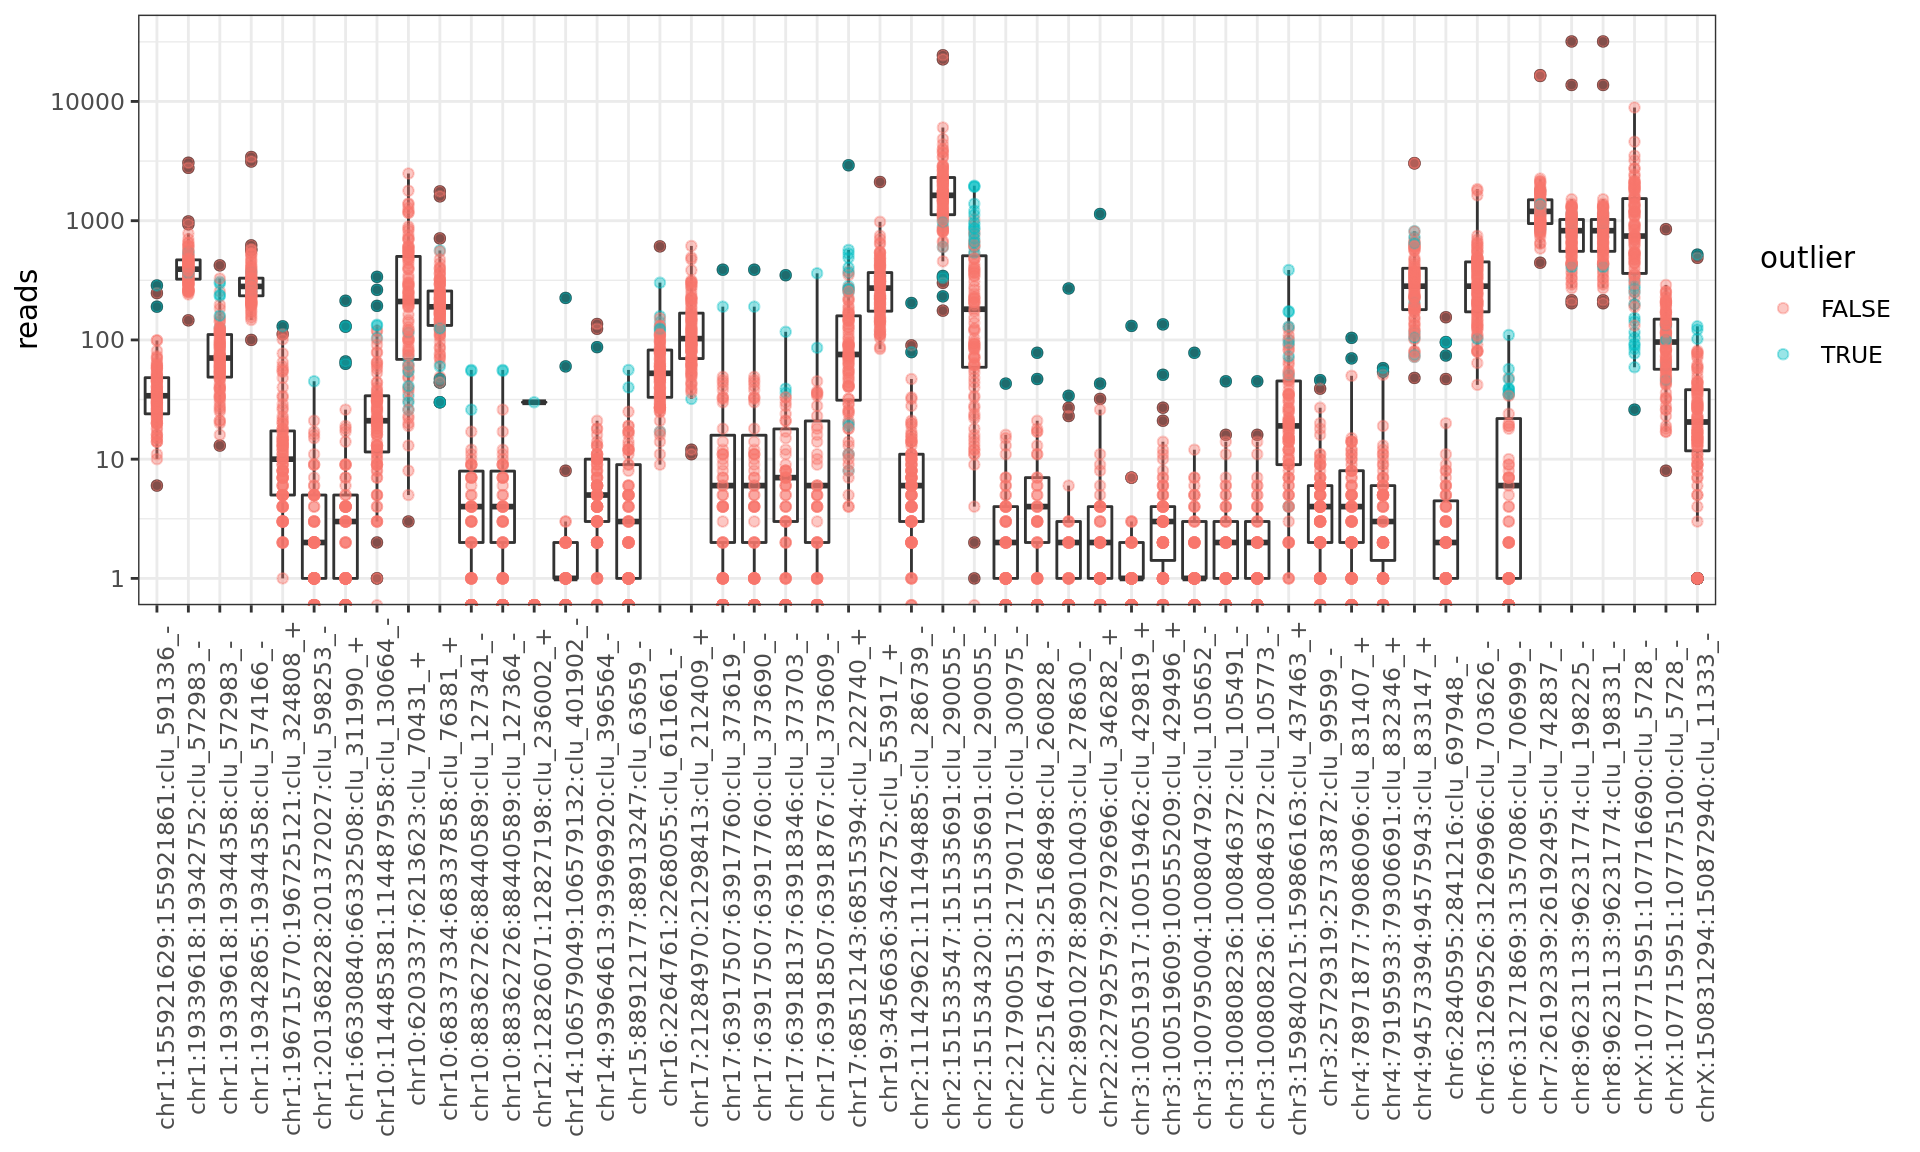 reads
10000
1000
100
10
1
outlier
FALSE
TRUE
chr1:155921629:155921861:clu_591336_-
chr1:19339618:19342752:clu_572983_-
chr1:19339618:19344358:clu_572983_-
chr1:19342865:19344358:clu_574166_-
chr1:196715770:196725121:clu_324808_+
chr1:201368228:201372027:clu_598253_-
chr1:66330840:66332508:clu_311990_+
chr10:114485381:114487958:clu_130664_-
chr10:6203337:6213623:clu_70431_+
chr10:68337334:68337858:clu_76381_+
chr10:88362726:88440589:clu_127341_-
chr10:88362726:88440589:clu_127364_-
chr12:128226071:128227198:clu_236002_+
chr14:106579049:106579132:clu_401902_-
chr14:93964613:93969920:clu_396564_-
chr15:88912177:88913247:clu_63659_-
chr16:2264761:2268055:clu_611661_-
chr17:21284970:21298413:clu_212409_+
chr17:63917507:63917760:clu_373619_-
chr17:63917507:63917760:clu_373690_-
chr17:63918137:63918346:clu_373703_-
chr17:63918507:63918767:clu_373609_-
chr17:68512143:68515394:clu_222740_+
chr19:3456636:3462752:clu_553917_+
chr2:111429621:111494885:clu_286739_-
chr2:151533547:151535691:clu_290055_-
chr2:151534320:151535691:clu_290055_-
chr2:217900513:217901710:clu_300975_-
chr2:25164793:25168498:clu_260828_-
chr2:89010278:89010403:clu_278630_-
chr22:22792579:22792696:clu_346282_+
chr3:100519317:100519462:clu_429819_+
chr3:100519609:100555209:clu_429496_+
chr3:100795004:100804792:clu_105652_-
chr3:100808236:100846372:clu_105491_-
chr3:100808236:100846372:clu_105773_-
chr3:159840215:159866163:clu_437463_+
chr3:25729319:25733872:clu_99599_-
chr4:78971877:79086096:clu_831407_+
chr4:79195933:79306691:clu_832346_+
chr4:94573394:94575943:clu_833147_+
chr6:2840595:2841216:clu_697948_-
chr6:31269526:31269966:clu_703626_-
chr6:31271869:31357086:clu_706999_-
chr7:26192339:26192495:clu_742837_-
chr8:96231133:96231774:clu_198225_-
chr8:96231133:96231774:clu_198331_-
chrX:107715951:107716690:clu_5728_-
chrX:107715951:107775100:clu_5728_-
chrX:150831294:150872940:clu_11333_-